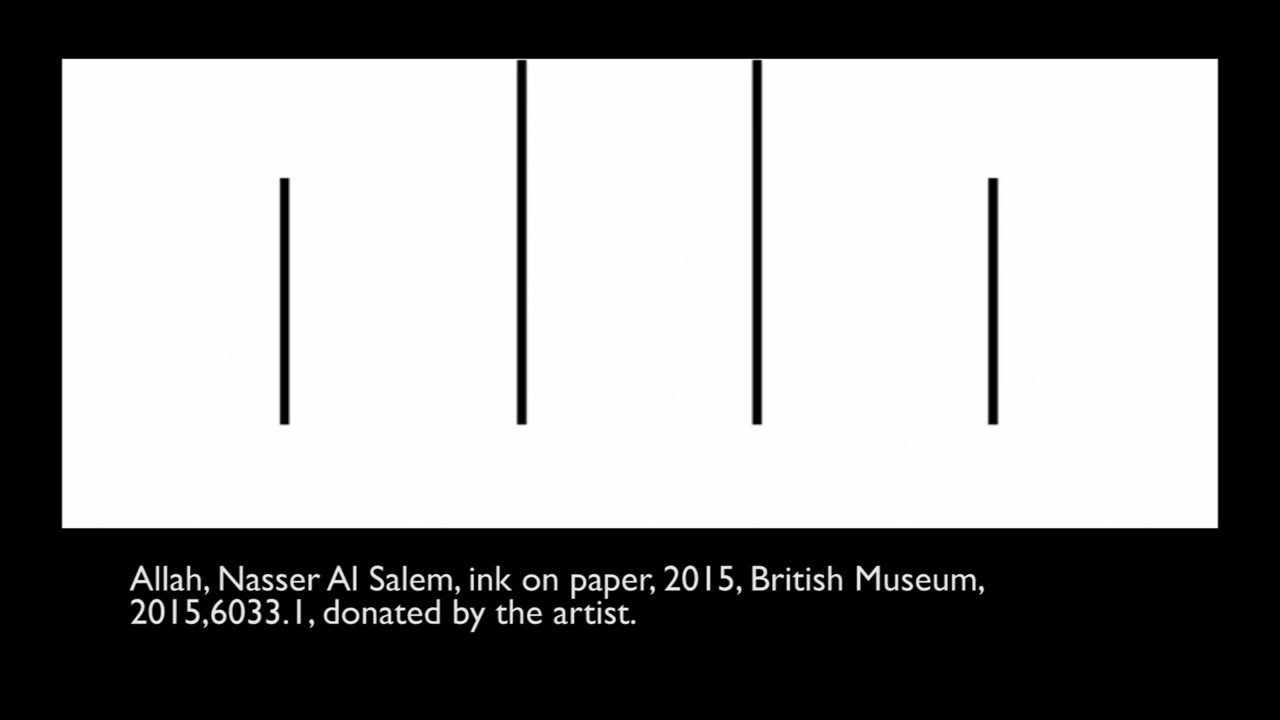 Allah, Nasser Al Salem, ink on paper, 2015, British Museum,
2015,6033.1, donated by the artist.